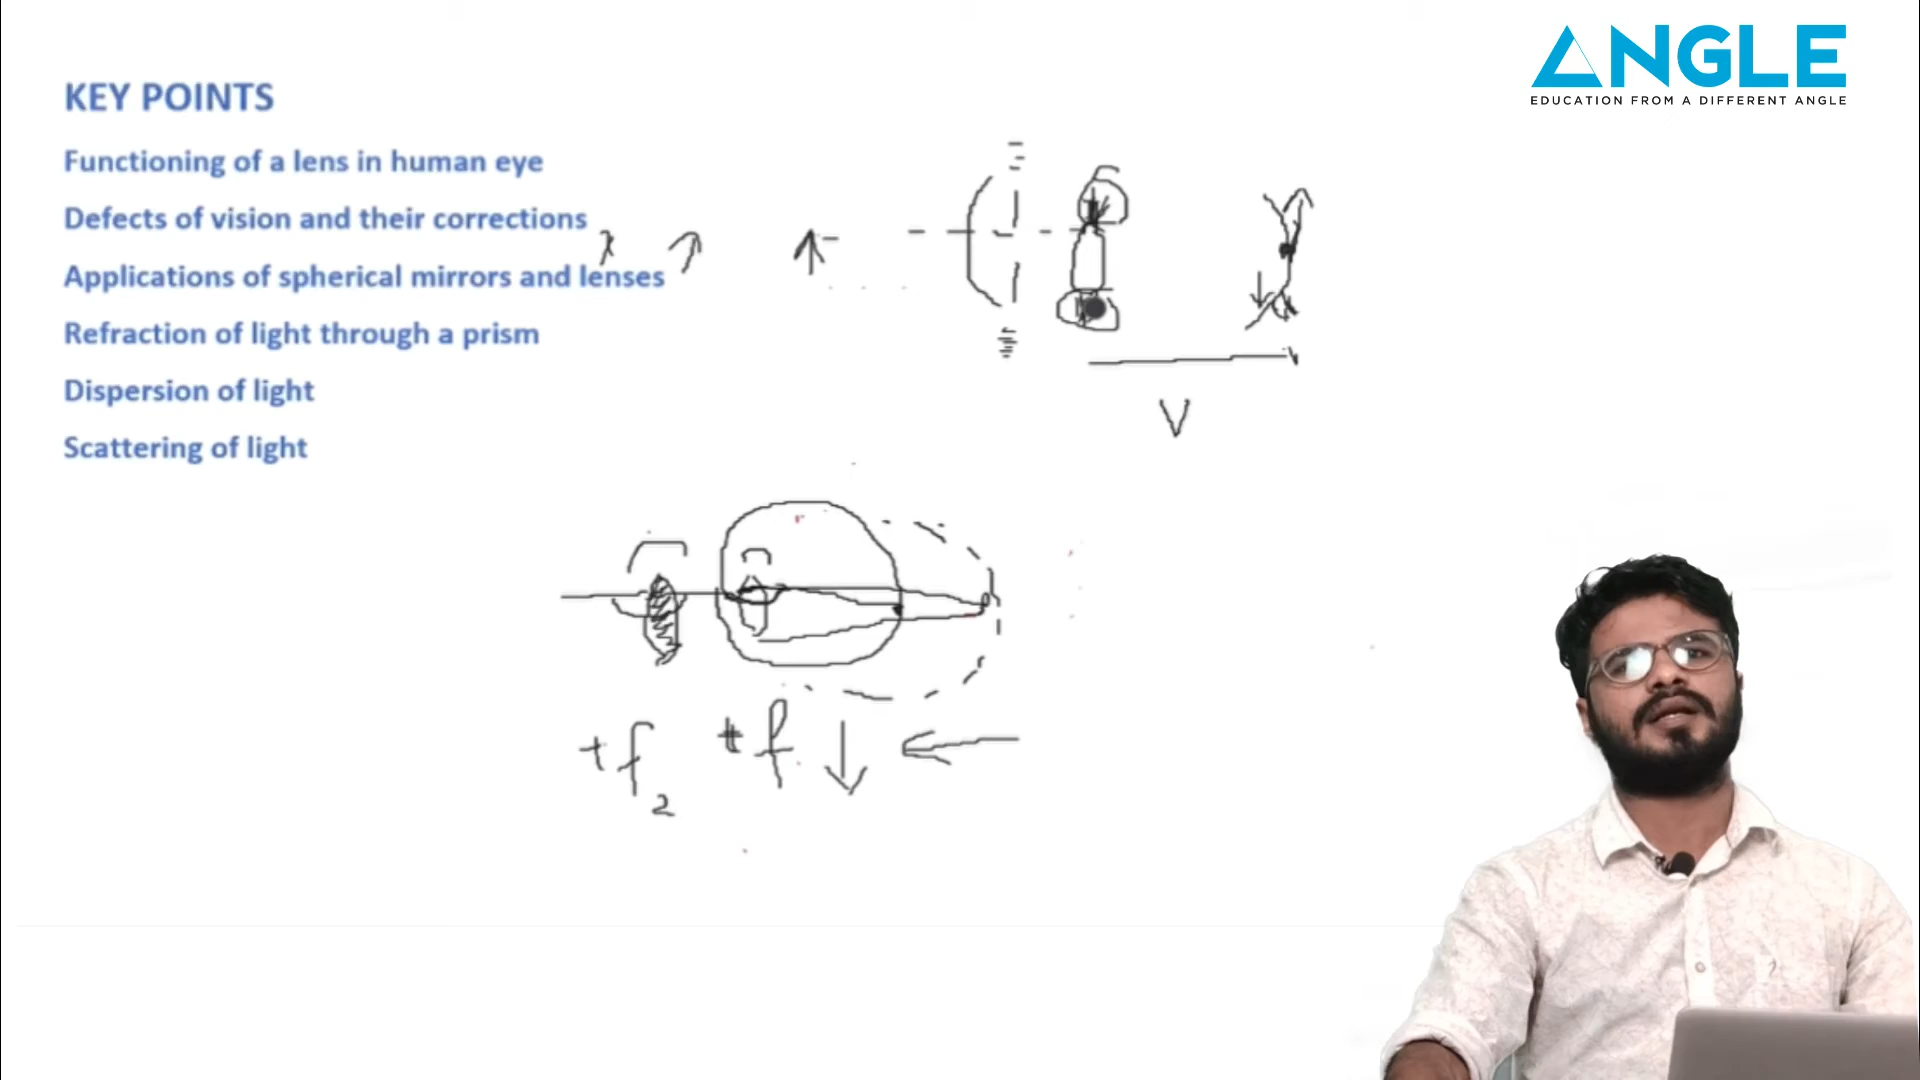 ANGLE
EDUCATION FROM A DIFFERENT ANGLE
KEY POINTS
Functioning of a lens in human eye
Defects of vision and their corrections
Applications of spherical mirrors and lenses
Refraction of light through a prism
Dispersion of light
Scattering of light
V
+f2 +f